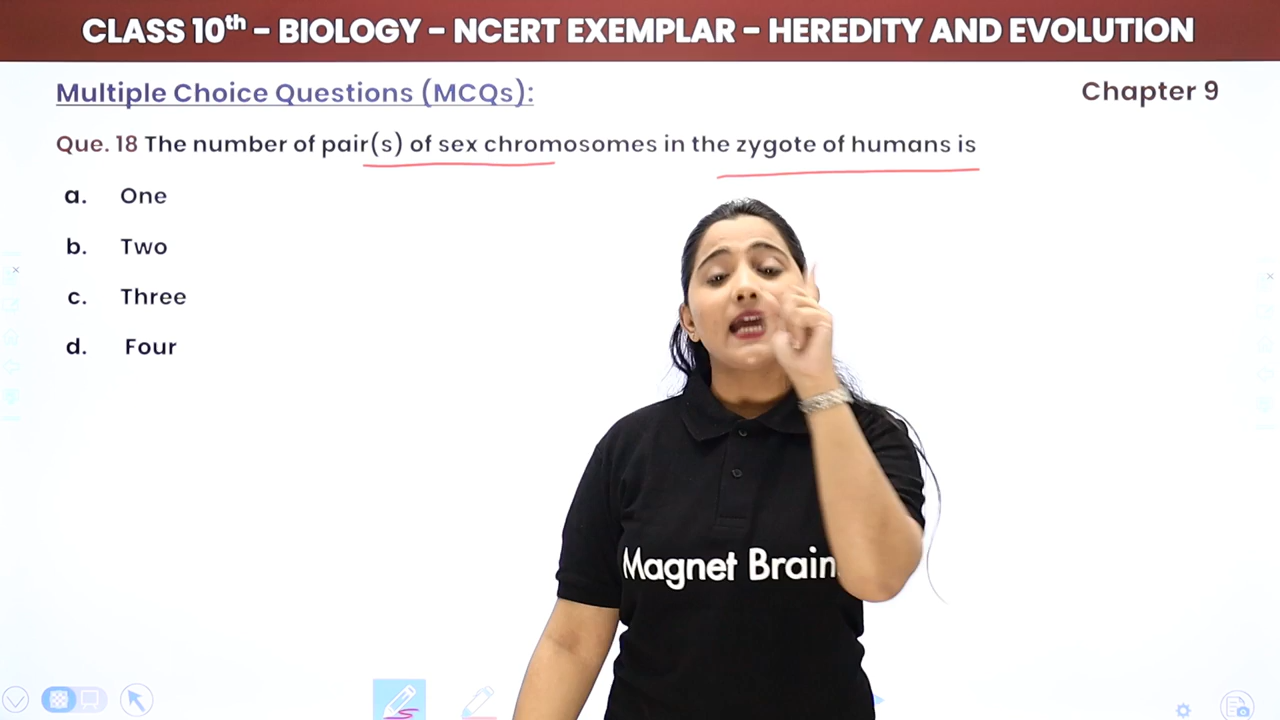 CLASS 10th – BIOLOGY – NCERT EXEMPLAR – HEREDITY AND EVOLUTION
Multiple Choice Questions (MCQs):
Chapter 9
Que. 18 The number of pair(s) of sex chromosomes in the zygote of humans is
a. One
b. Two
c. Three
d. Four
Magnet Brain